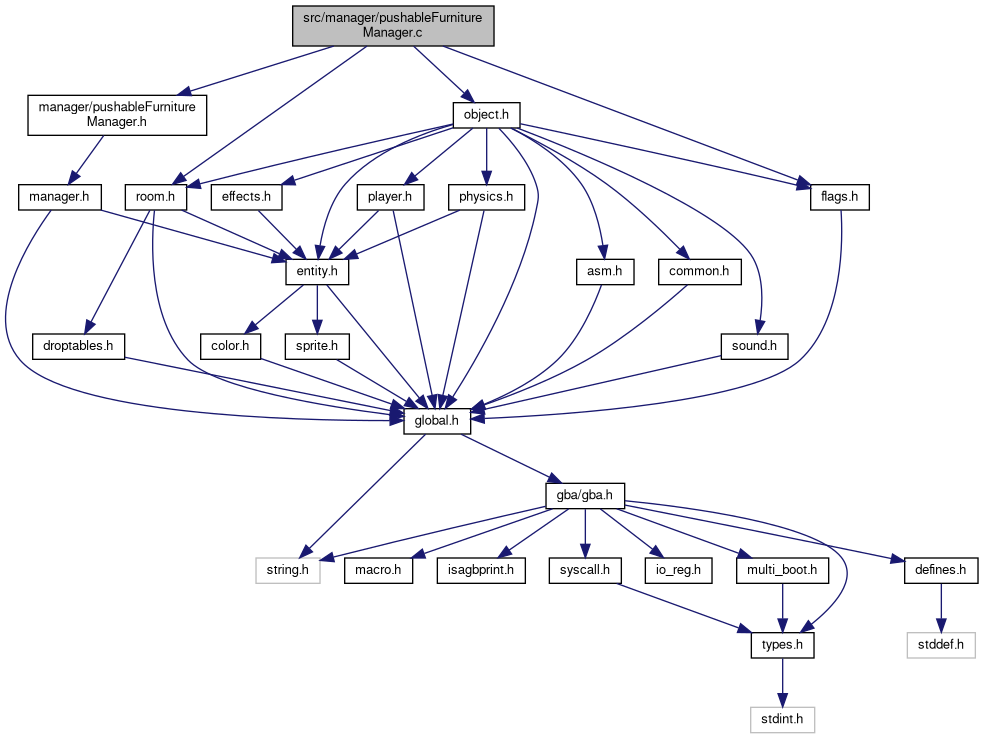 src/manager/pushableFurniture
Manager.c
manager/pushableFurniture
Manager.h
object.h
manager.h
room.h
effects.h
player.h
physics.h
flags.h
entity.h
asm.h
common.h
droptables.h
color.h
sprite.h
sound.h
global.h
gba/gba.h
string.h
macro.h
isagbprint.h
syscall.h
io_reg.h
multi_boot.h
defines.h
types.h
stddef.h
stdint.h